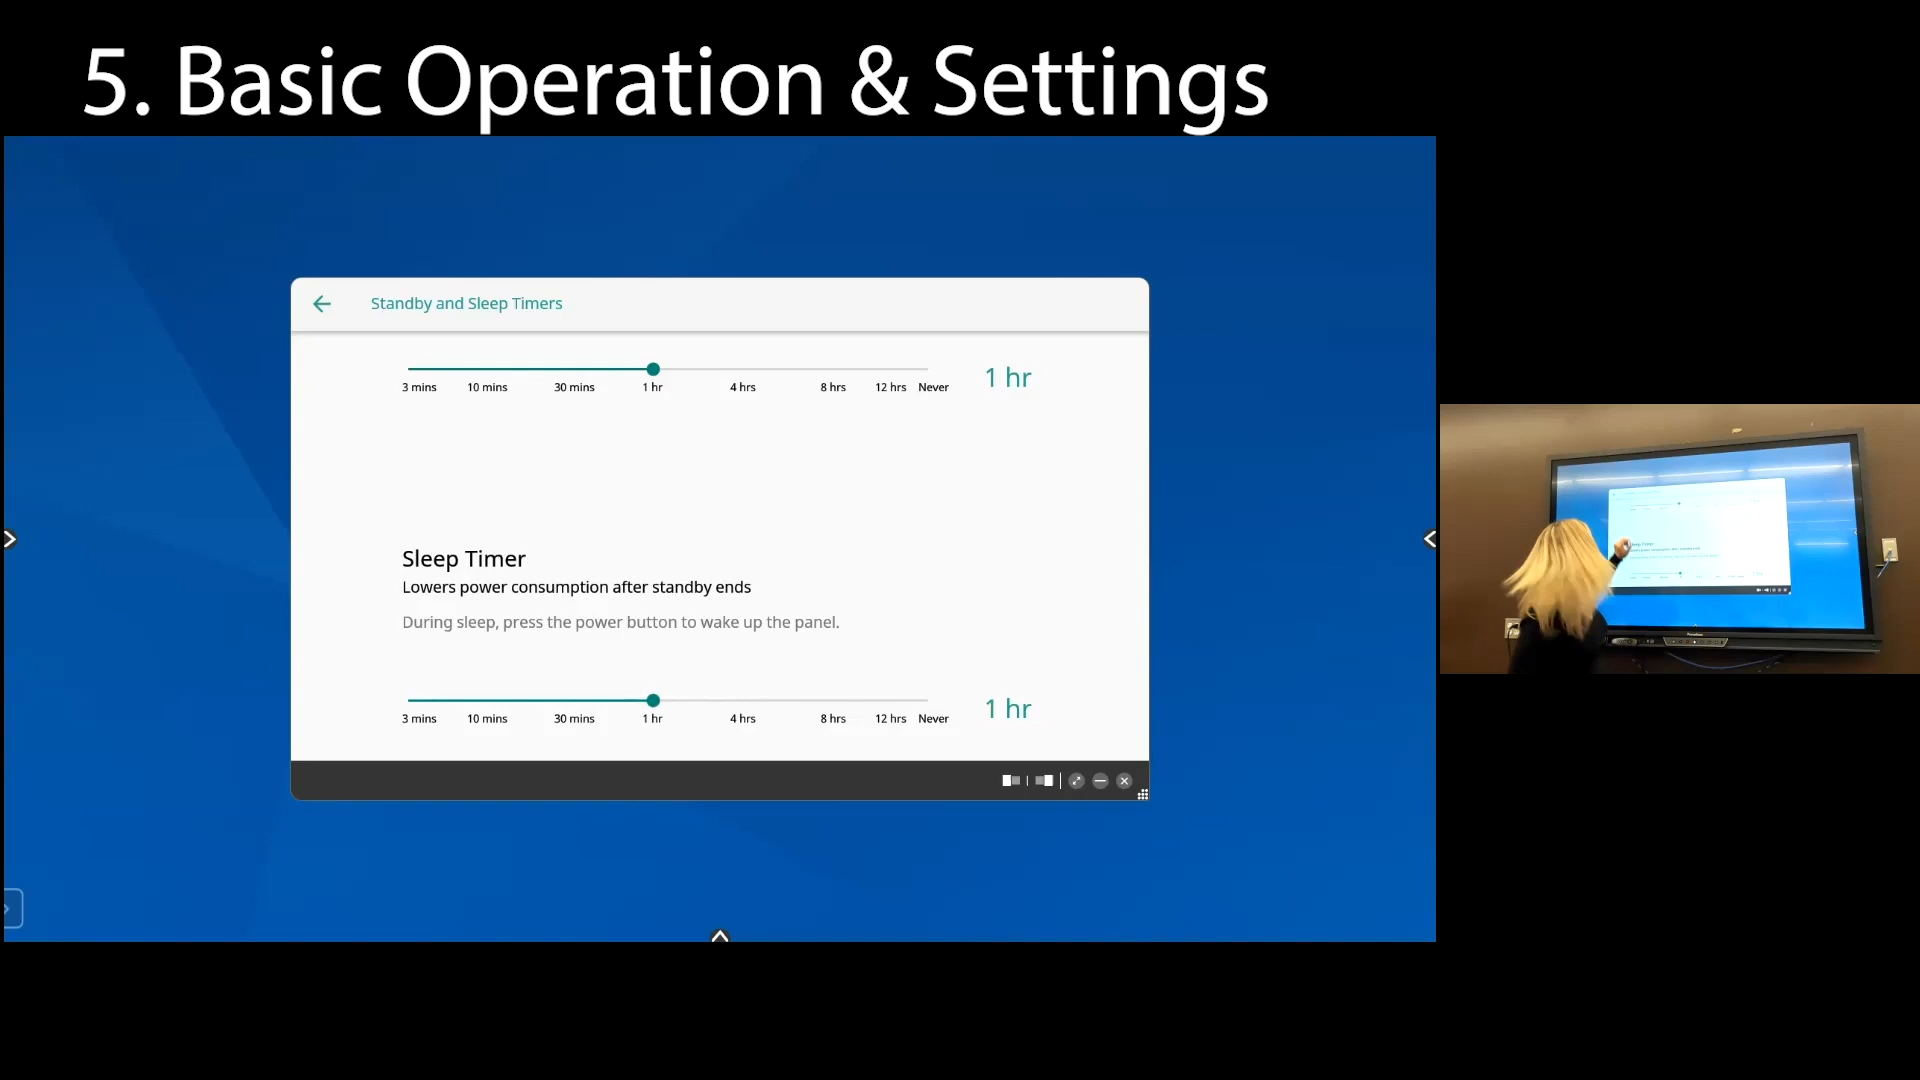 5. Basic Operation & Settings
Standby and Sleep Timers
3 mins 10 mins 30 mins 1 hr 4 hrs 8 hrs 12 hrs Never 1 hr
Sleep Timer
Lowers power consumption after standby ends
During sleep, press the power button to wake up the panel.
3 mins 10 mins 30 mins 1 hr 4 hrs 8 hrs 12 hrs Never 1 hr